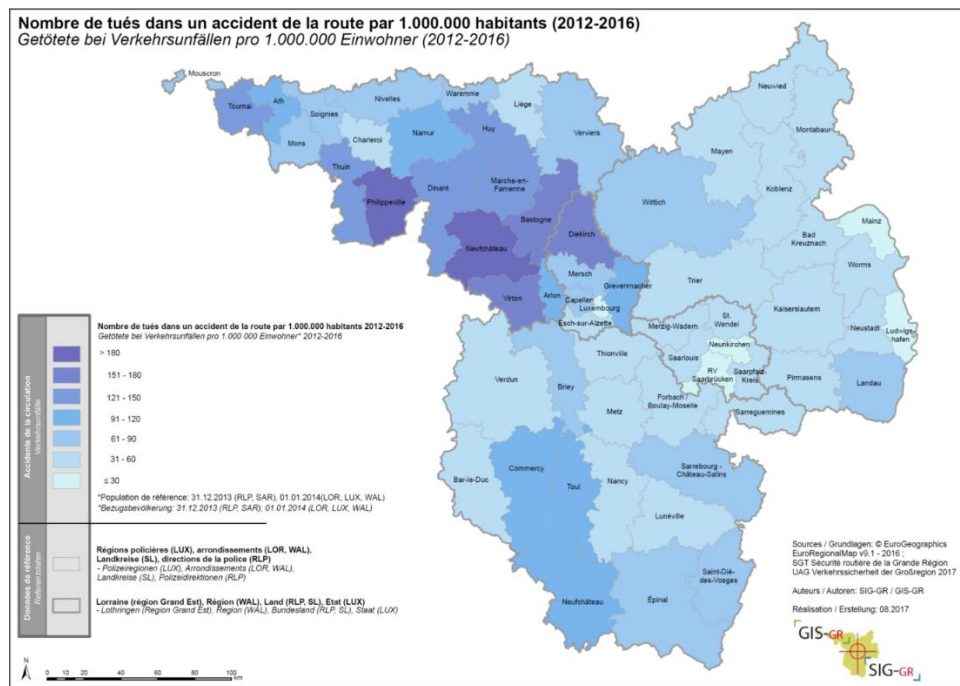 Nombre de tués dans un accident de la route par 1.000.000 habitants (2012-2016)
Getötete bei Verkehrsunfällen pro 1.000.000 Einwohner (2012-2016)
Mouscron
Tournai
Ath
Soignies
Nivelles
Waremme
Liège
Neuwied
Mons
Charleroi
Namur
Huy
Verviers
Montabaur
Mayen
Thuin
Philippeville
Dinant
Marche-en-
Famenne
Koblenz
Wittlich
Bastogne
Diekirch
Neufchâteau
Mainz
Bad
Kreuznach
Mersch
Trier
Worms
Virton
Arlon
Capellen
Grevenmacher
Luxembourg
Esch-sur-Alzette
Kaiserslautern
Merzig-Wadern
St.
Wendel
Neustadt
Ludwigs-
hafen
Neunkirchen
Saarlouis
RV
Saarbrücken
Saarpfalz-
Kreis
Thionville
Pirmasens
Landau
Verdun
Briey
Metz
Forbach /
Boulay-Moselle
Sarreguemines
Bar-le-Duc
Commercy
Toul
Nancy
Sarrebourg -
Château-Salins
Lunéville
Saint-Dié-
des-Vosges
Neufchâteau
Épinal
Accidents de la circulation
Verkehrsunfälle
Nombre de tués dans un accident de la route par 1.000.000 habitants 2012-2016
Getötete bei Verkehrsunfällen pro 1.000 000 Einwohner* 2012-2016
> 180
151 - 180
121 - 150
91 - 120
61 - 90
31 - 60
≤ 30
*Population de référence: 31.12.2013 (RLP, SAR), 01.01.2014(LOR, LUX, WAL)
*Bezugsbevölkerung: 31.12.2013 (RLP, SAR), 01.01.2014 (LOR, LUX, WAL)
Données de référence
Referenzdaten
Régions policières (LUX), arrondissements (LOR, WAL),
Landkreise (SL), directions de la police (RLP)
- Polizeiregionen (LUX), Arrondissements (LOR, WAL),
Landkreise (SL), Polizeidirektionen (RLP)
Lorraine (région Grand Est), Région (WAL), Land (RLP, SL), Etat (LUX)
- Lothringen (Region Grand Est), Region (WAL), Bundesland (RLP, SL), Staat (LUX)
N
0 10 20 40 60 80 100
km
Sources / Grundlagen: © EuroGeographics
EuroRegionalMap v9.1 - 2016 ;
SGT Sécurité routière de la Grande Région
UAG Verkehrssicherheit der Großregion 2017
Auteurs / Autoren: SIG-GR / GIS-GR
Réalisation / Erstellung: 08.2017
GIS-GR
SIG-GR